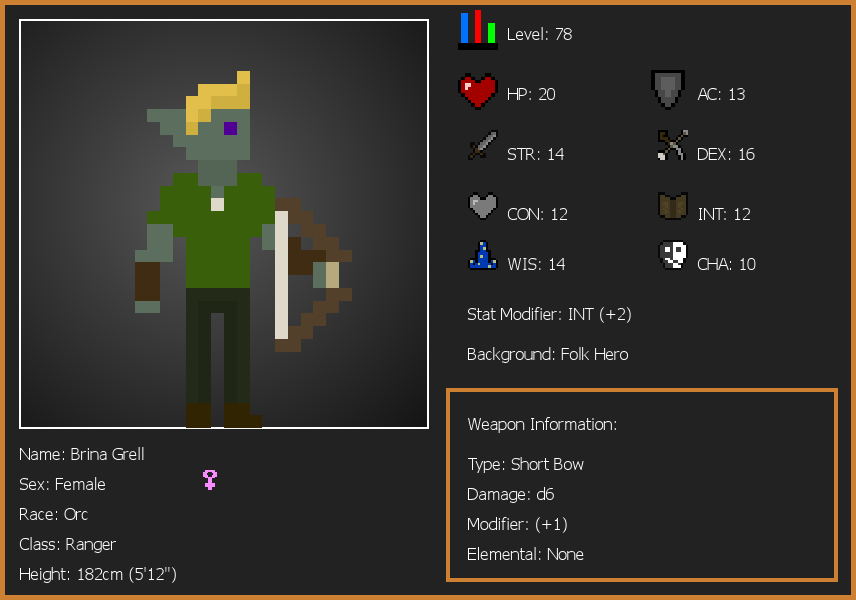 Level: 78
HP: 20
AC: 13
STR: 14
DEX: 16
CON: 12
INT: 12
WIS: 14
CHA: 10
Stat Modifier: INT (+2)
Background: Folk Hero
Weapon Information:
Type: Short Bow
Damage: d6
Modifier: (+1)
Elemental: None
Name: Brina Grell
Sex: Female
Race: Orc
Class: Ranger
Height: 182cm (5'12")